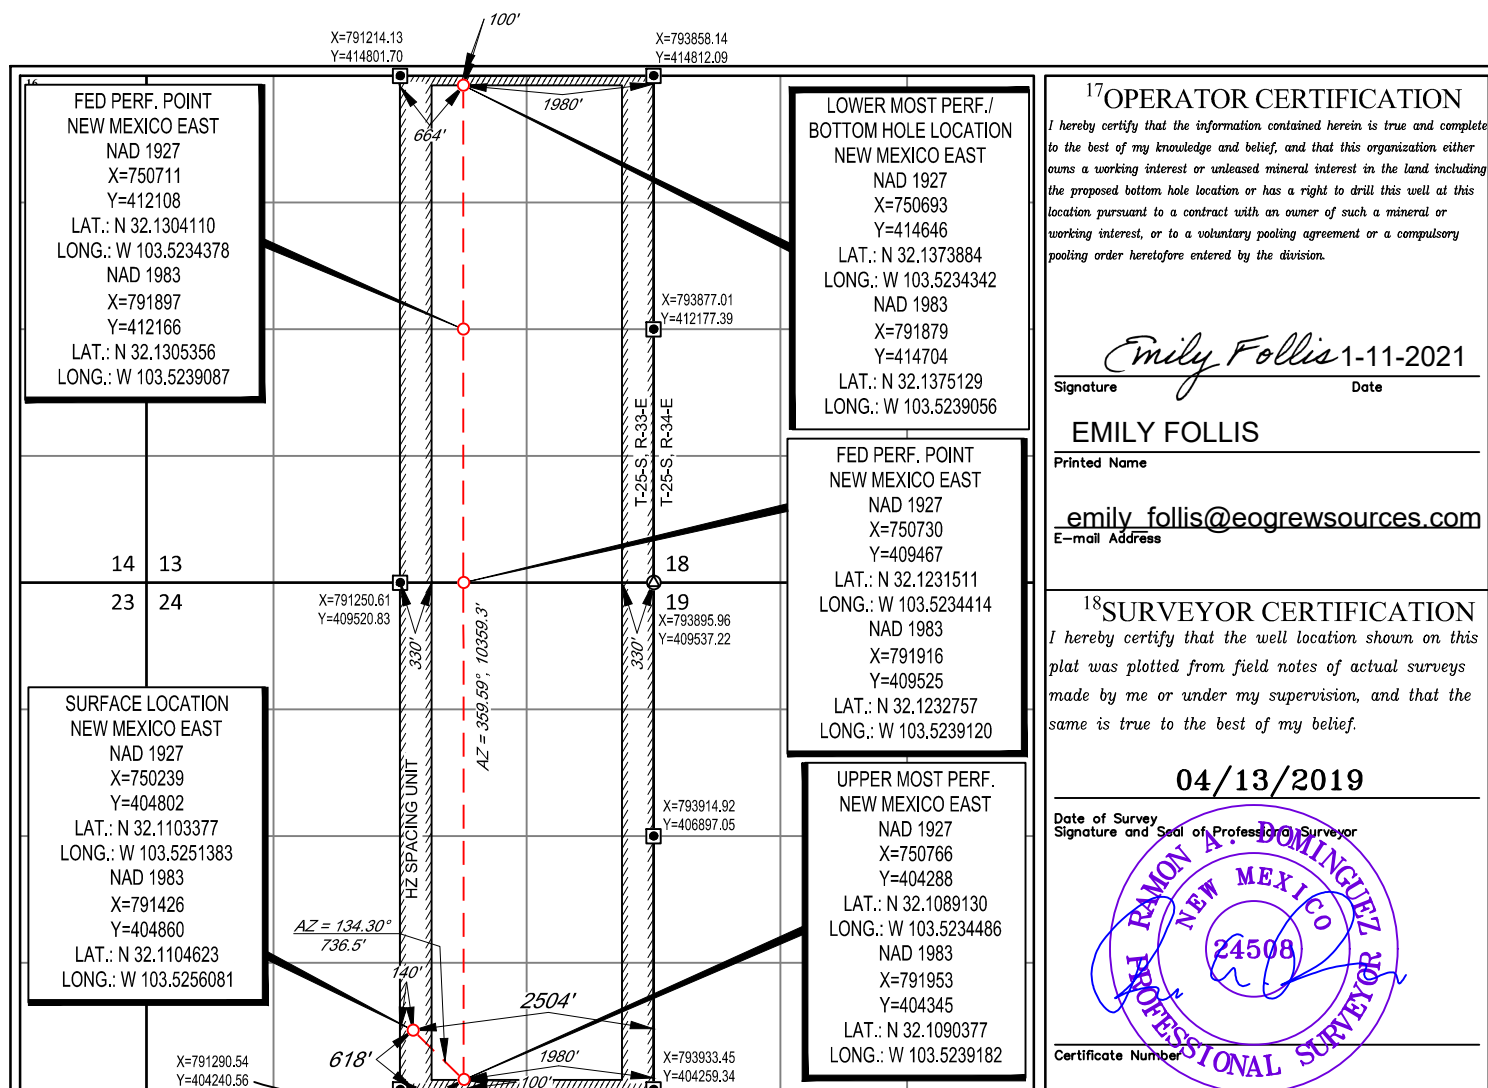 100'
X=791214.13
Y=414801.70
X=793858.14
Y=414812.09
16
1980'
664'
FED PERF. POINT
NEW MEXICO EAST
NAD 1927
X=750711
Y=412108
LAT.: N 32.1304110
LONG.: W 103.5234378
NAD 1983
X=791897
Y=412166
LAT.: N 32.1305356
LONG.: W 103.5239087
LOWER MOST PERF./
BOTTOM HOLE LOCATION
NEW MEXICO EAST
NAD 1927
X=750693
Y=414646
LAT.: N 32.1373884
LONG.: W 103.5234342
NAD 1983
X=791879
Y=414704
LAT.: N 32.1375129
LONG.: W 103.5239056
X=793877.01
Y=412177.39
T-25-S, R-33-E
T-25-S, R-34-E
FED PERF. POINT
NEW MEXICO EAST
NAD 1927
X=750730
Y=409467
LAT.: N 32.1231511
LONG.: W 103.5234414
NAD 1983
X=791916
Y=409525
LAT.: N 32.1232757
LONG.: W 103.5239120
14 13
23 24
18
19
X=791250.61
Y=409520.83
X=793895.96
Y=409537.22
330'
330'
AZ = 359.59°, 10359.3'
HZ SPACING UNIT
SURFACE LOCATION
NEW MEXICO EAST
NAD 1927
X=750239
Y=404802
LAT.: N 32.1103377
LONG.: W 103.5251383
NAD 1983
X=791426
Y=404860
LAT.: N 32.1104623
LONG.: W 103.5256081
X=793914.92
Y=406897.05
UPPER MOST PERF.
NEW MEXICO EAST
NAD 1927
X=750766
Y=404288
LAT.: N 32.1089130
LONG.: W 103.5234486
NAD 1983
X=791953
Y=404345
LAT.: N 32.1090377
LONG.: W 103.5239182
AZ = 134.30°
736.5'
140'
2504'
618'
1980'
100'
X=791290.54
Y=404240.56
X=793933.45
Y=404259.34
17OPERATOR CERTIFICATION
I hereby certify that the information contained herein is true and complete
to the best of my knowledge and belief, and that this organization either
owns a working interest or unleased mineral interest in the land including
the proposed bottom hole location or has a right to drill this well at this
location pursuant to a contract with an owner of such a mineral or
working interest, or to a voluntary pooling agreement or a compulsory
pooling order heretofore entered by the division.
Emily Follis 1-11-2021
Signature Date
EMILY FOLLIS
Printed Name
emily_follis@eogrewsources.com
E-mail Address
18SURVEYOR CERTIFICATION
I hereby certify that the well location shown on this
plat was plotted from field notes of actual surveys
made by me or under my supervision, and that the
same is true to the best of my belief.
04/13/2019
Date of Survey
Signature and Seal of Professional Surveyor
RAMON A. DOMINGUEZ
NEW MEXICO
24508
PROFESSIONAL SURVEYOR
Certificate Number